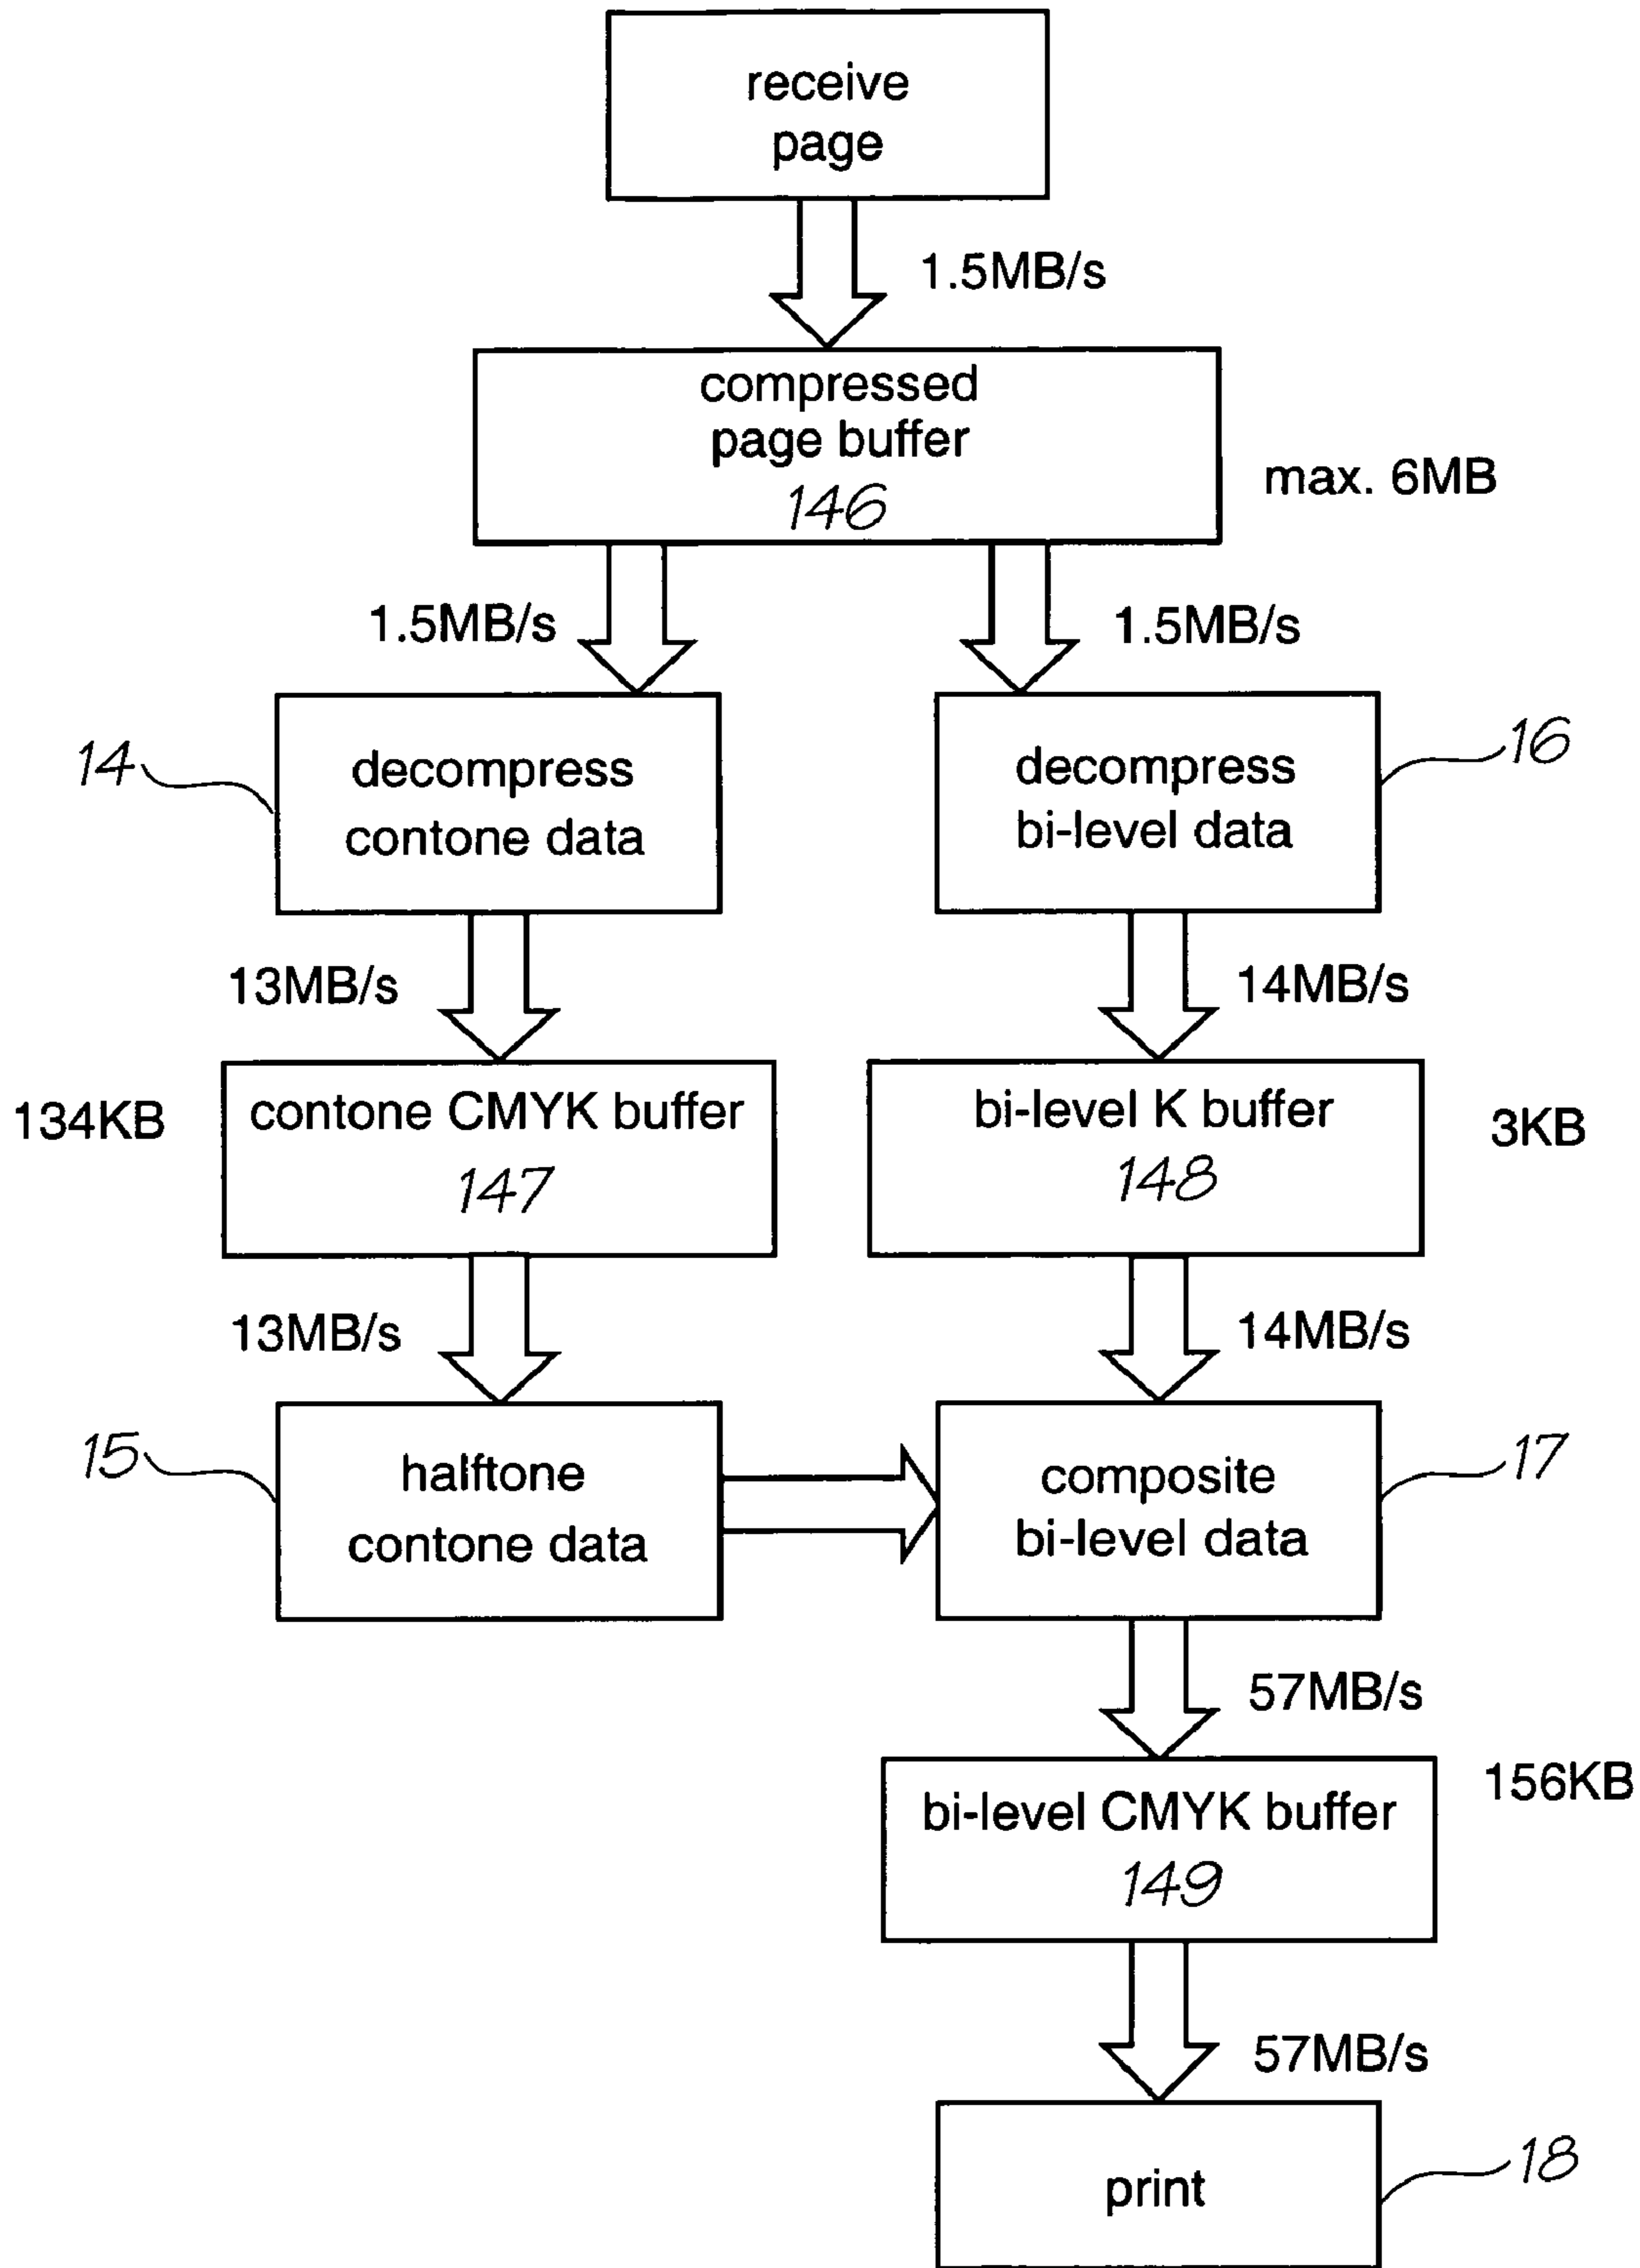 receive
page
1.5MB/s
compressed
page buffer
146
max. 6MB
1.5MB/s
1.5MB/s
14
decompress
contone data
decompress
bi-level data
16
13MB/s
14MB/s
134KB
contone CMYK buffer
147
bi-level K buffer
148
3KB
13MB/s
14MB/s
15
halftone
contone data
composite
bi-level data
17
57MB/s
156KB
bi-level CMYK buffer
149
57MB/s
print
18